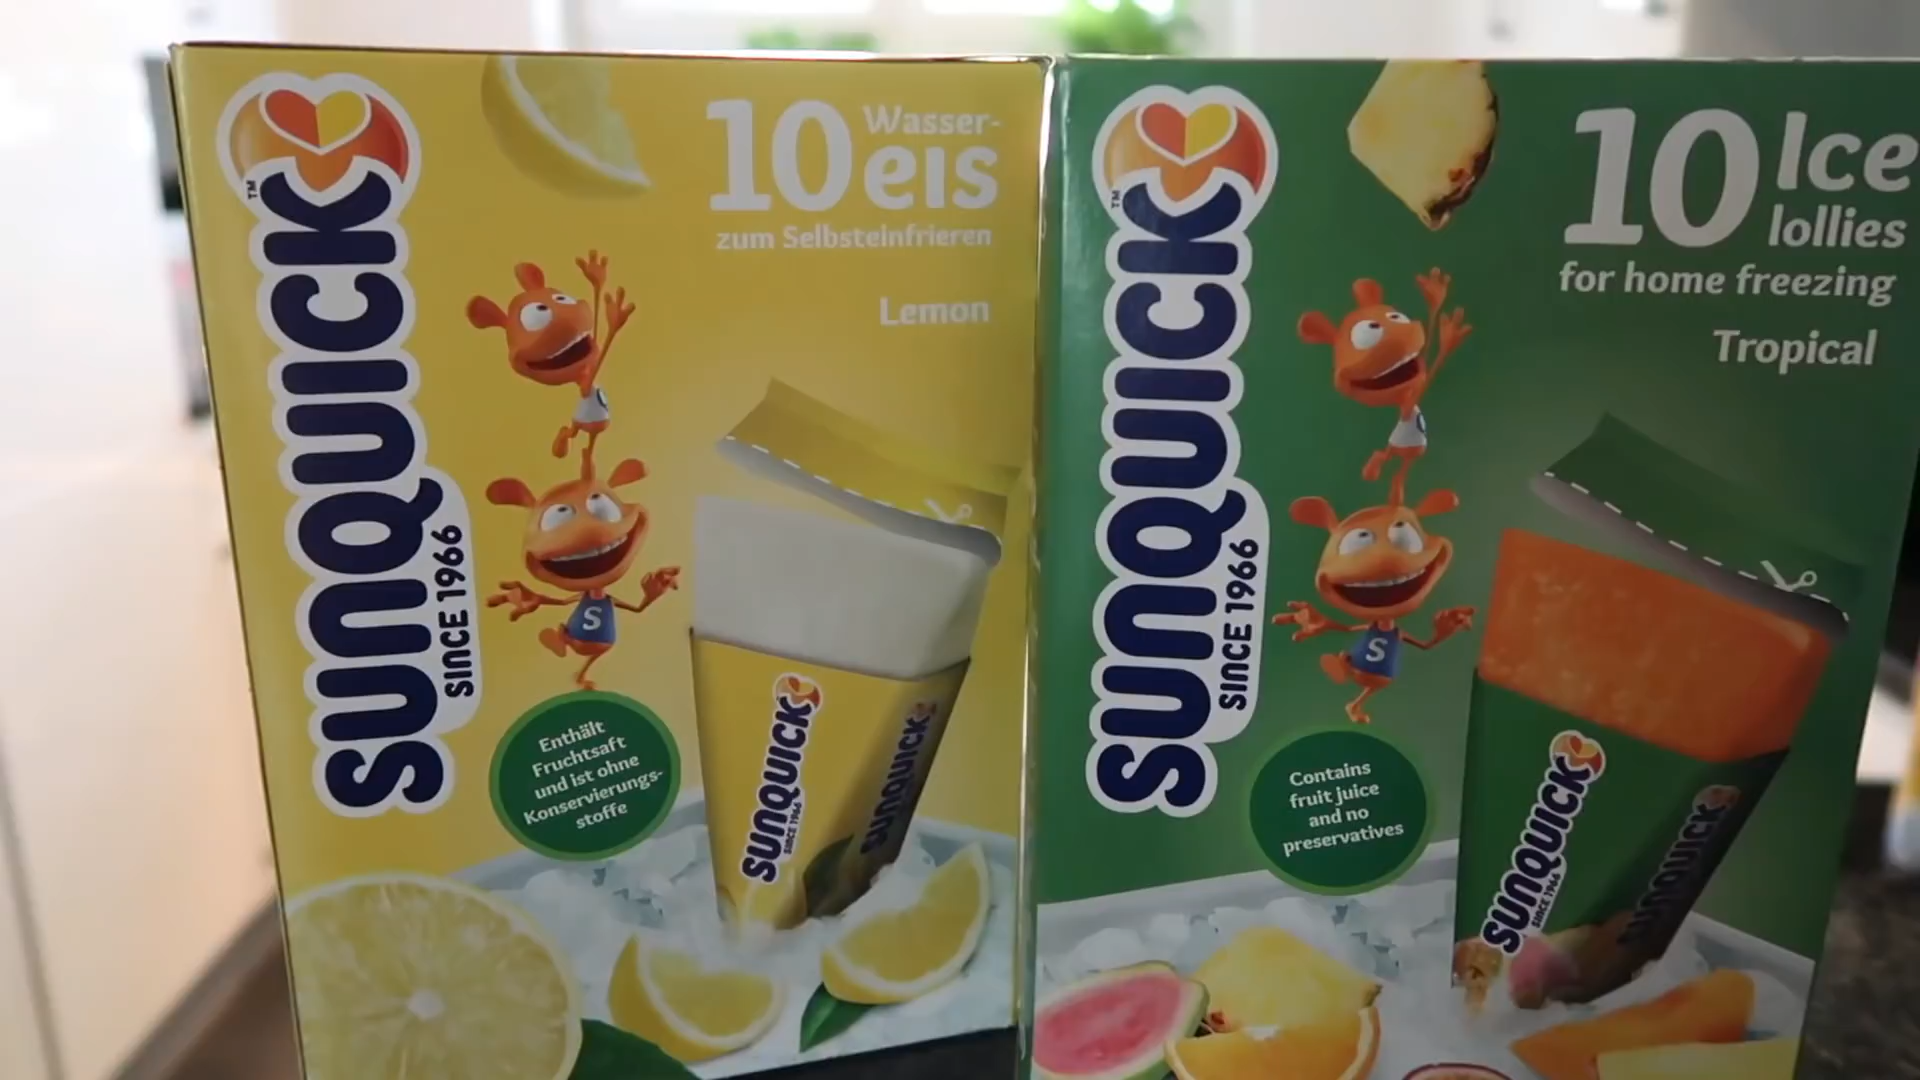 SUNQUICK
TM
SINCE 1966
10 Wasser-
eis
zum Selbsteinfrieren
Lemon
S
Enthält
Fruchtsaft
und ist ohne
Konservierungs-
stoffe
SUNQUICK
SINCE 1966
SUNQUICK
SUNQUICK
TM
SINCE 1966
10 Ice
lollies
for home freezing
Tropical
S
Contains
fruit juice
and no
preservatives
SUNQUICK
SINCE 1966
SUNQUICK